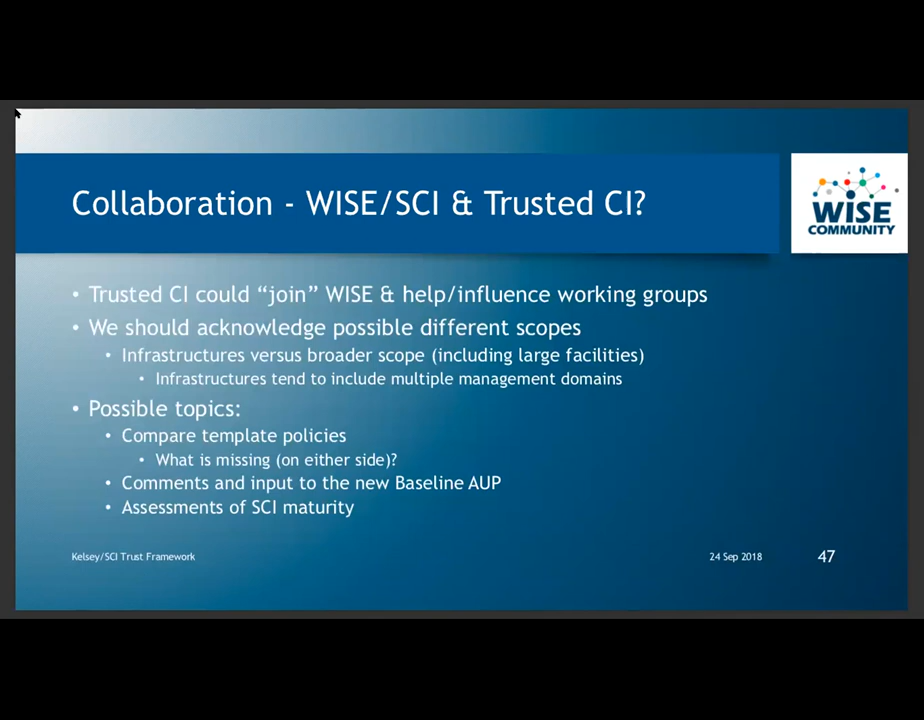 Collaboration - WISE/SCI & Trusted CI?
WISE
COMMUNITY
• Trusted CI could “join” WISE & help/influence working groups
• We should acknowledge possible different scopes
• Infrastructures versus broader scope (including large facilities)
• Infrastructures tend to include multiple management domains
• Possible topics:
• Compare template policies
• What is missing (on either side)?
• Comments and input to the new Baseline AUP
• Assessments of SCI maturity
Kelsey/SCI Trust Framework
24 Sep 2018
47